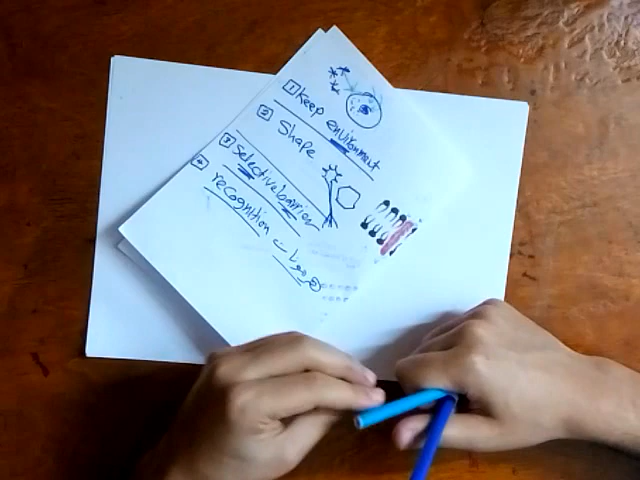 1 Keep environment
2 Shape
3 Selective barrier
4 recognition